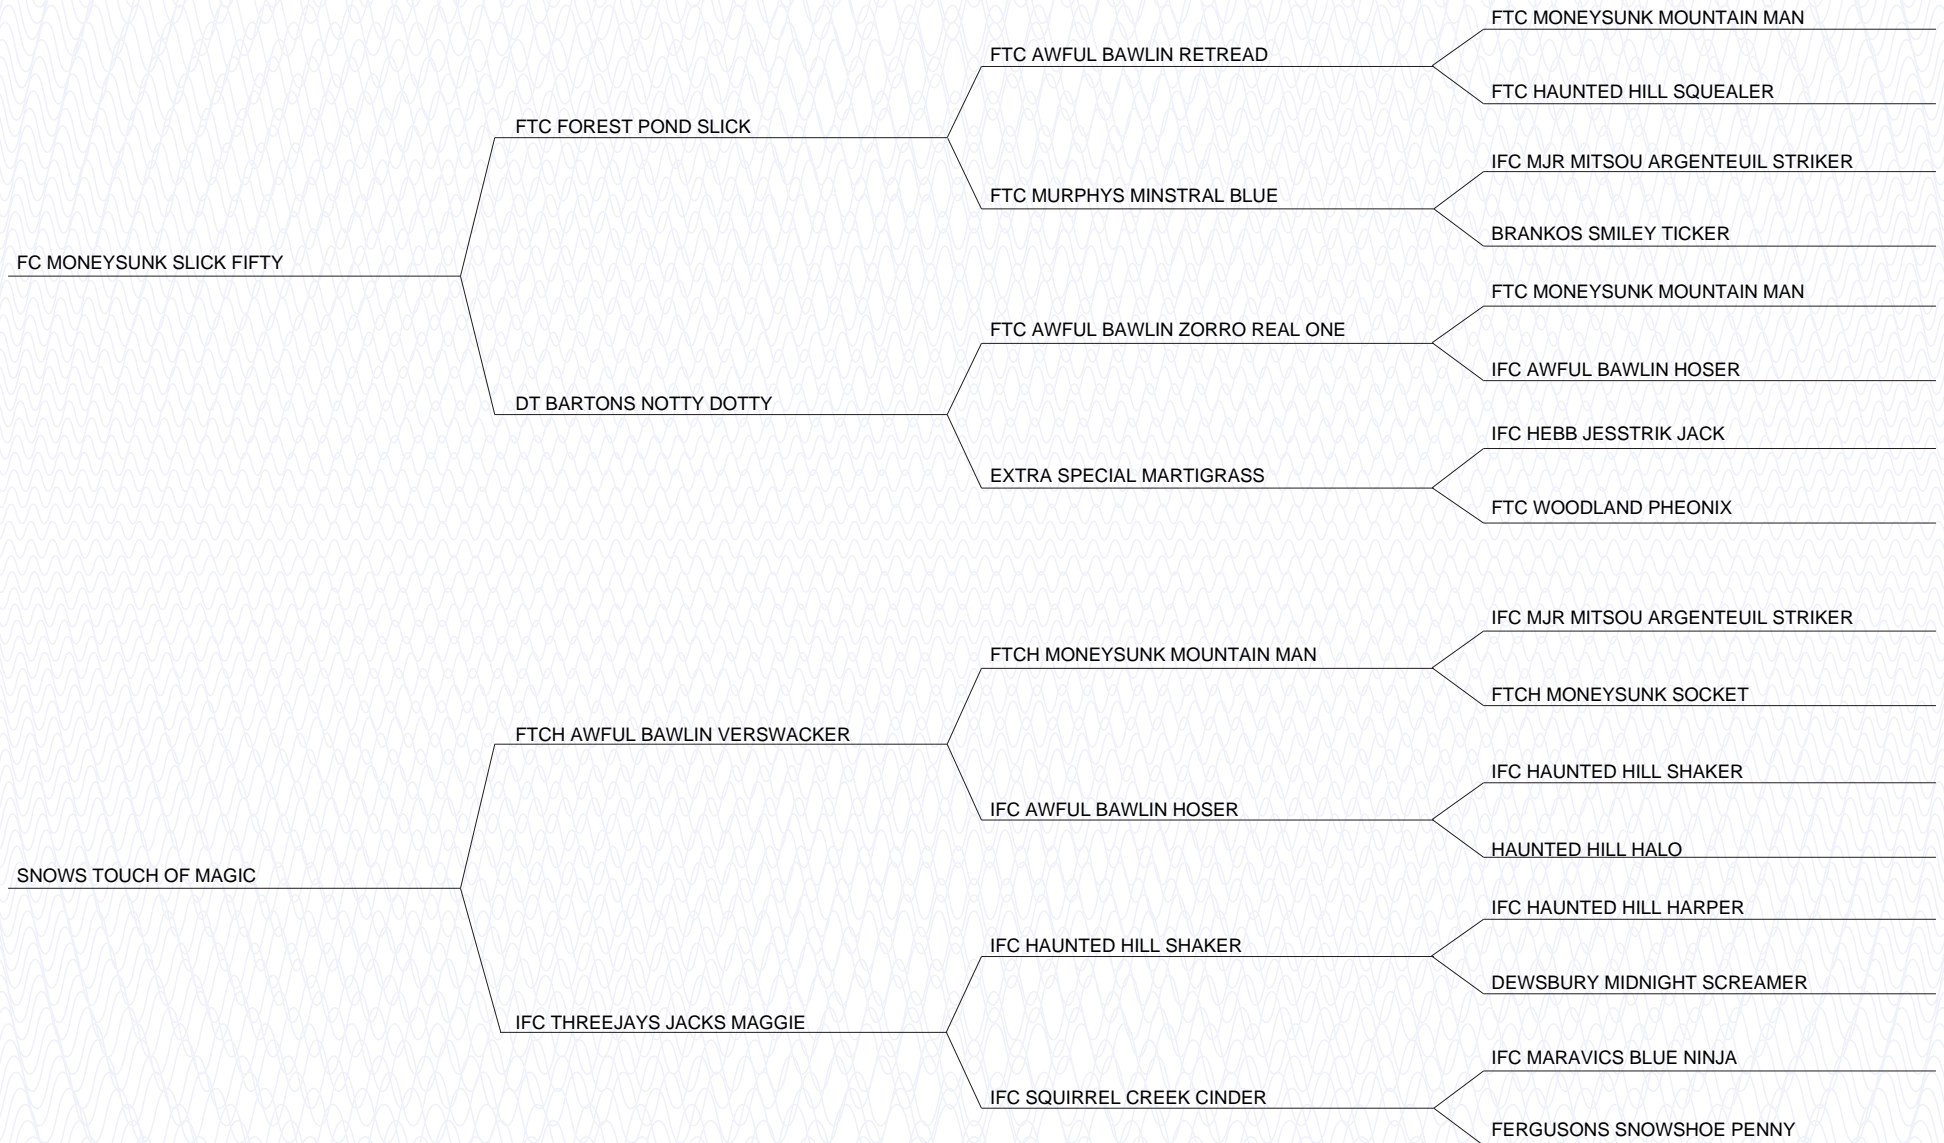 FTC MONEYSUNK MOUNTAIN MAN
FTC AWFUL BAWLIN RETREAD
FTC HAUNTED HILL SQUEALER
FTC FOREST POND SLICK
IFC MJR MITSOU ARGENTEUIL STRIKER
FTC MURPHYS MINSTRAL BLUE
BRANKOS SMILEY TICKER
FC MONEYSUNK SLICK FIFTY
FTC MONEYSUNK MOUNTAIN MAN
FTC AWFUL BAWLIN ZORRO REAL ONE
IFC AWFUL BAWLIN HOSER
DT BARTONS NOTTY DOTTY
IFC HEBB JESSTRIK JACK
EXTRA SPECIAL MARTIGRASS
FTC WOODLAND PHEONIX
IFC MJR MITSOU ARGENTEUIL STRIKER
FTCH MONEYSUNK MOUNTAIN MAN
FTCH MONEYSUNK SOCKET
FTCH AWFUL BAWLIN VERSWACKER
IFC HAUNTED HILL SHAKER
IFC AWFUL BAWLIN HOSER
HAUNTED HILL HALO
SNOWS TOUCH OF MAGIC
IFC HAUNTED HILL HARPER
IFC HAUNTED HILL SHAKER
DEWSBURY MIDNIGHT SCREAMER
IFC THREEJAYS JACKS MAGGIE
IFC MARAVICS BLUE NINJA
IFC SQUIRREL CREEK CINDER
FERGUSONS SNOWSHOE PENNY